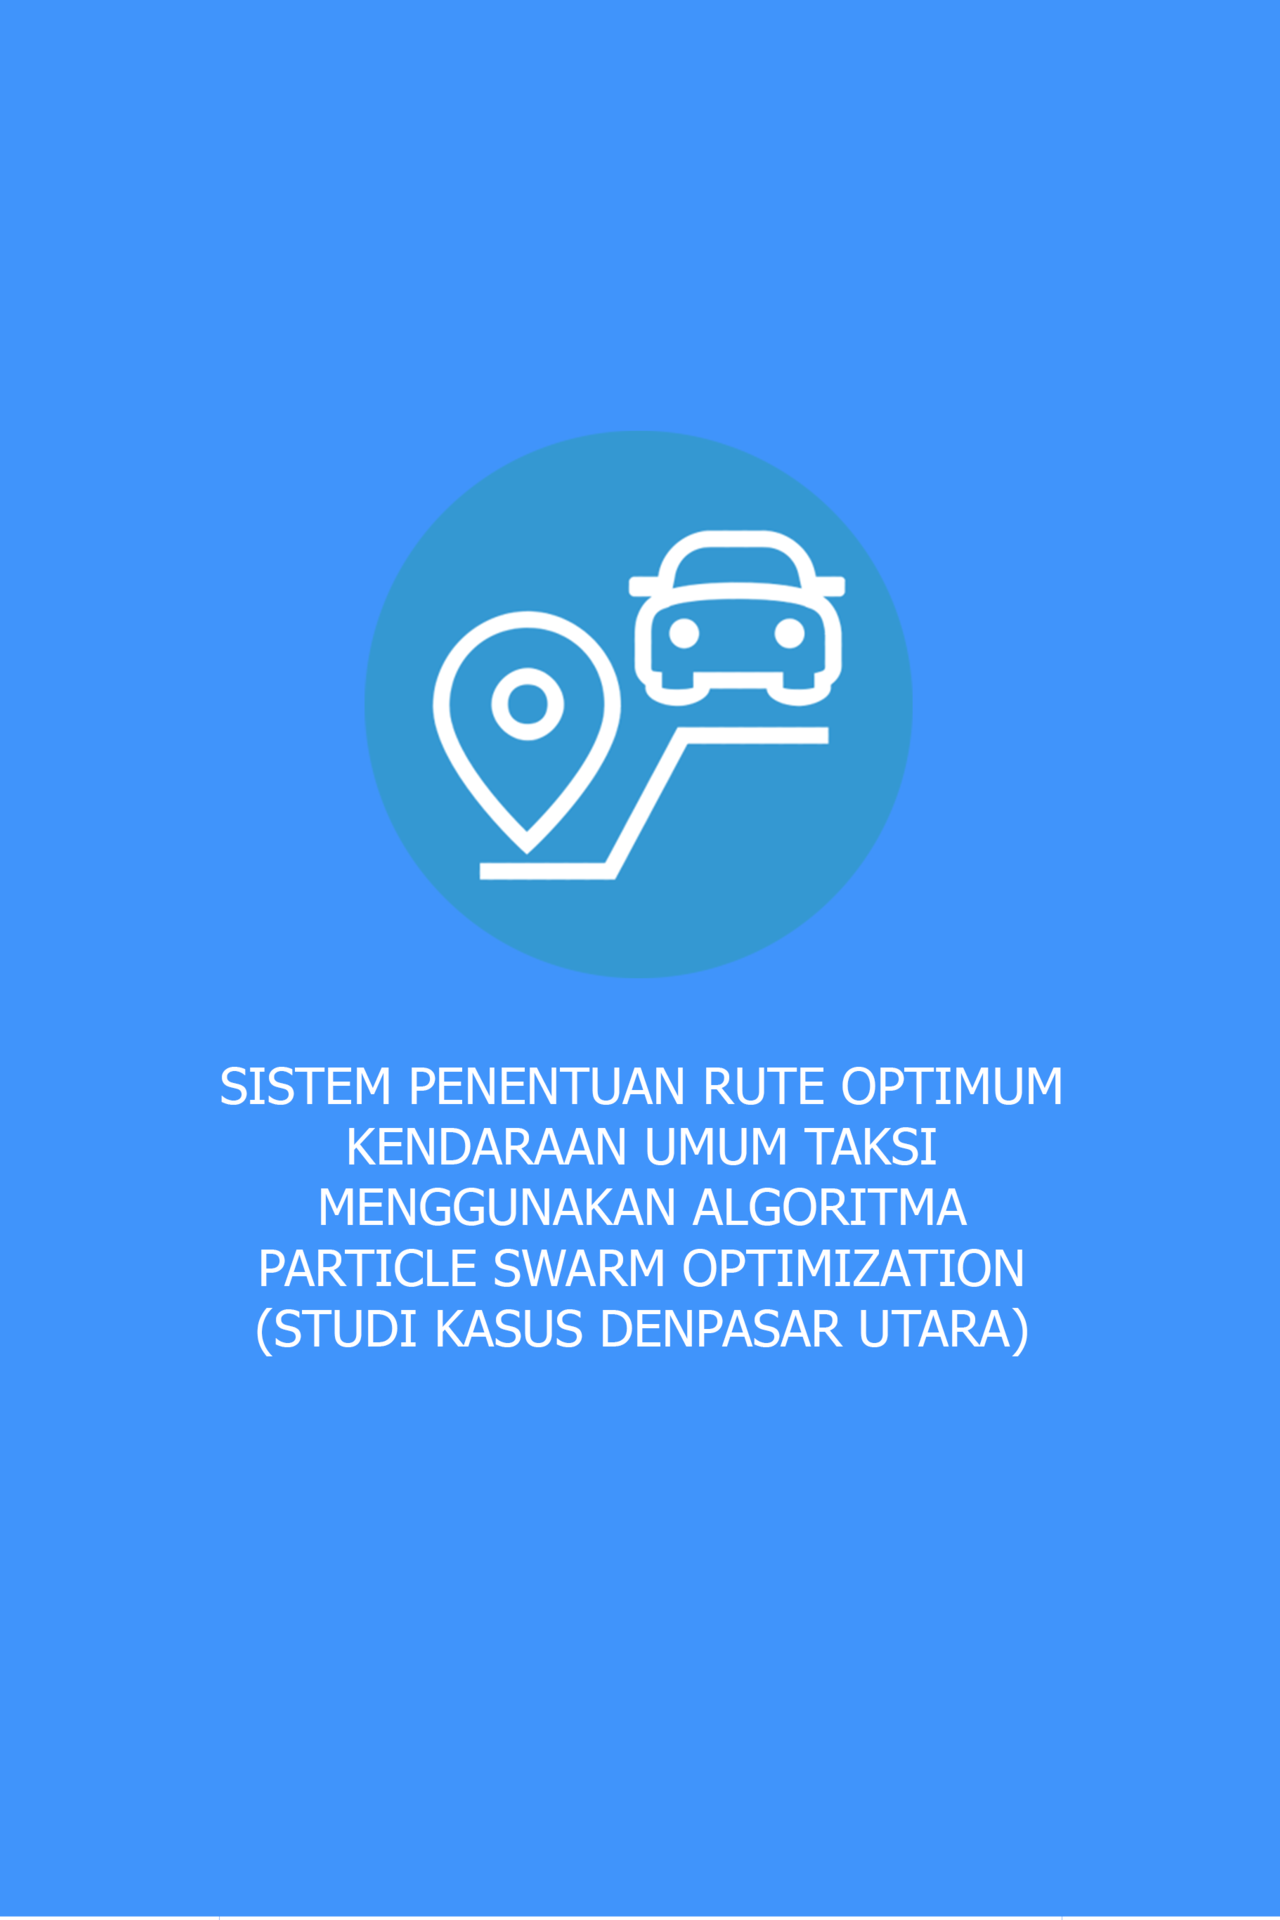 SISTEM PENENTUAN RUTE OPTIMUM
KENDARAAN UMUM TAKSI
MENGGUNAKAN ALGORITMA
PARTICLE SWARM OPTIMIZATION
(STUDI KASUS DENPASAR UTARA)